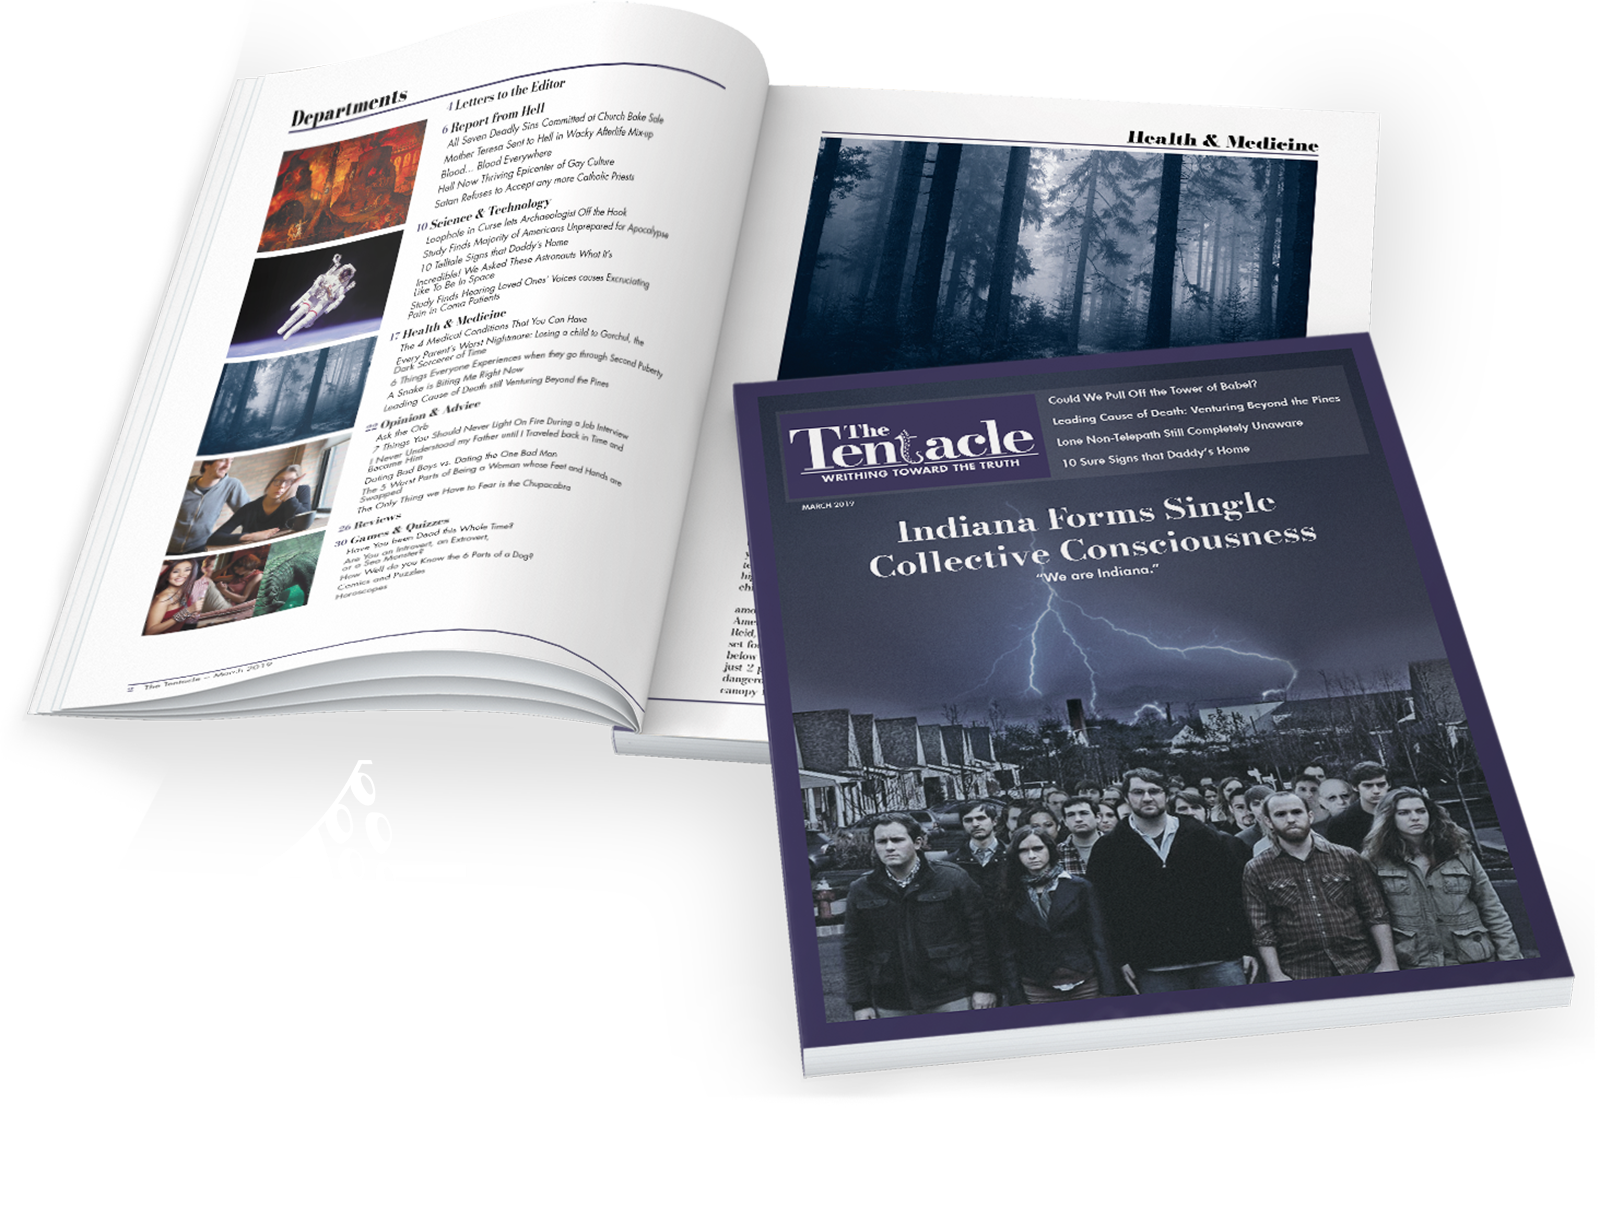 Departments
4 Letters to the Editor
6 Report from Hell
All Seven Deadly Sins Committed at Church Bake Sale
Mother Teresa Sent to Hell in Wacky Afterlife Mix-up
Blood... Blood Everywhere
Hell Now Thriving Epicenter of Gay Culture
Satan Refuses to Accept any more Catholic Priests
10 Science & Technology
Loophole in Curse lets Archaeologist Off the Hook
Study Finds Majority of Americans Unprepared for Apocalypse
10 Telltale Signs that Daddy's Home
Incredible! We Asked These Astronauts What It's
Like To Be In Space
Study Finds Hearing Loved Ones' Voices causes Excruciating
Pain in Coma Patients
17 Health & Medicine
The 4 Medical Conditions That You Can Have
Every Parent's Worst Nightmare: Losing a child to Gorchul, the
Dark Sorcerer of Time
6 Things Everyone Experiences when they go through Second Puberty
A Snake is Biting Me Right Now
Leading Cause of Death still Venturing Beyond the Pines
22 Opinion & Advice
Ask the Orb
7 Things You Should Never Light On Fire During a Job Interview
I Never Understood my Father until I Traveled back in Time and
Became Him
Dating Bad Boys vs. Dating the One Bad Man
The 5 Worst Parts of Being a Woman whose Feet and Hands are
Swapped
The Only Thing we Have to Fear is the Chupacabra
26 Reviews
30 Games & Quizzes
Have You been Dead this Whole Time?
Are You an Introvert, an Extrovert,
or a Sea Monster?
How Well do you Know the 6 Parts of a Dog?
Comics and Puzzles
Horoscopes
The Tentacle – March 2019
Health & Medicine
amo
Ame
Reid,
set fo
below
just 2 p
danger
canopy
The Tentacle
WRITHING TOWARD THE TRUTH
Could We Pull Off the Tower of Babel?
Leading Cause of Death: Venturing Beyond the Pines
Lone Non-Telepath Still Completely Unaware
10 Sure Signs that Daddy's Home
MARCH 2019
Indiana Forms Single
Collective Consciousness
"We are Indiana."